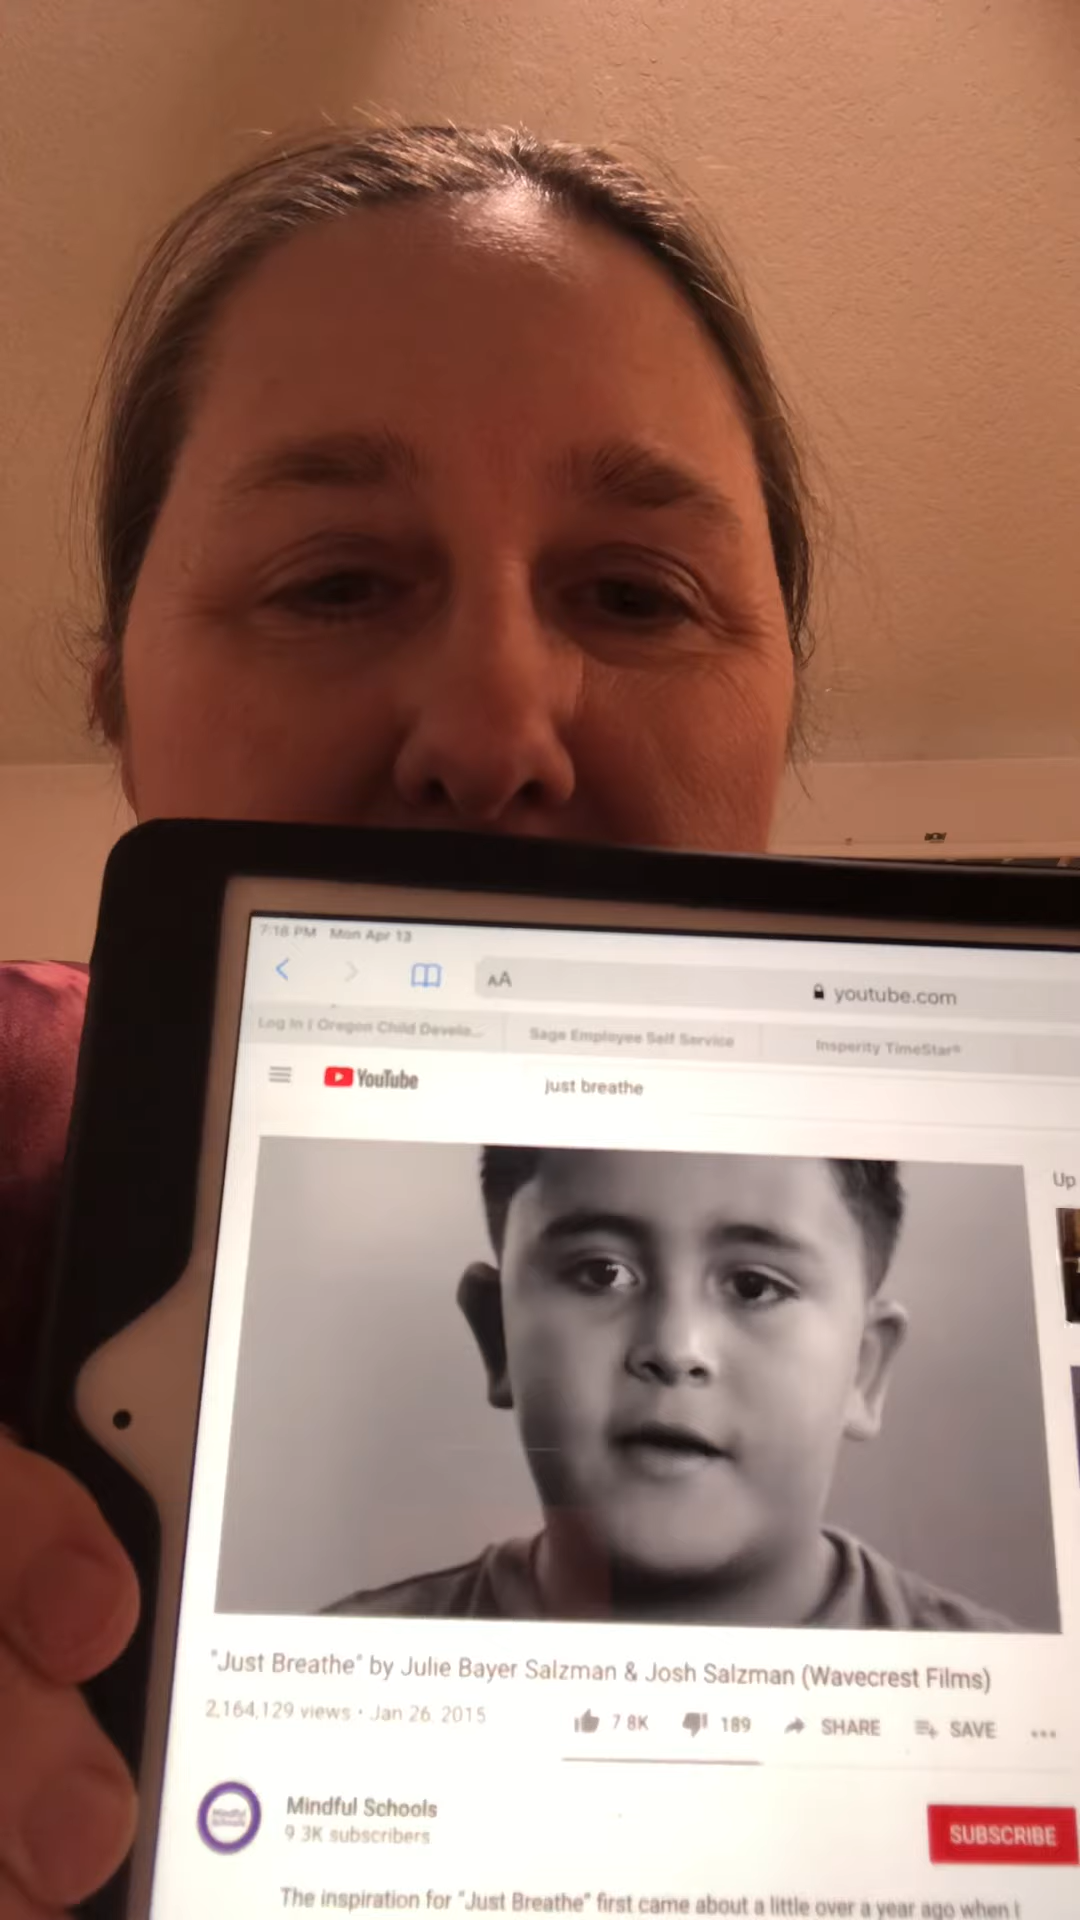 7:16 PM Mon Apr 13
AA
youtube.com
Log In | Oregon Child Develo...
Sage Employee Self Service
Insperity TimeStar®
YouTube
just breathe
Up
"Just Breathe" by Julie Bayer Salzman & Josh Salzman (Wavecrest Films)
2,164,129 views • Jan 26, 2015
7.8K
189
SHARE
SAVE
Mindful Schools
Mindful Schools
9.3K subscribers
SUBSCRIBE
The inspiration for "Just Breathe" first came about a little over a year ago when I